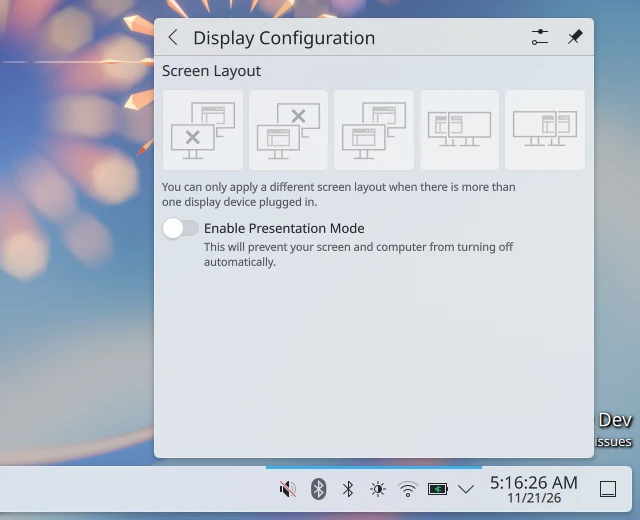 Display Configuration
Screen Layout
You can only apply a different screen layout when there is more than
one display device plugged in.
Enable Presentation Mode
This will prevent your screen and computer from turning off
automatically.
Dev
issues
5:16:26 AM
11/21/26